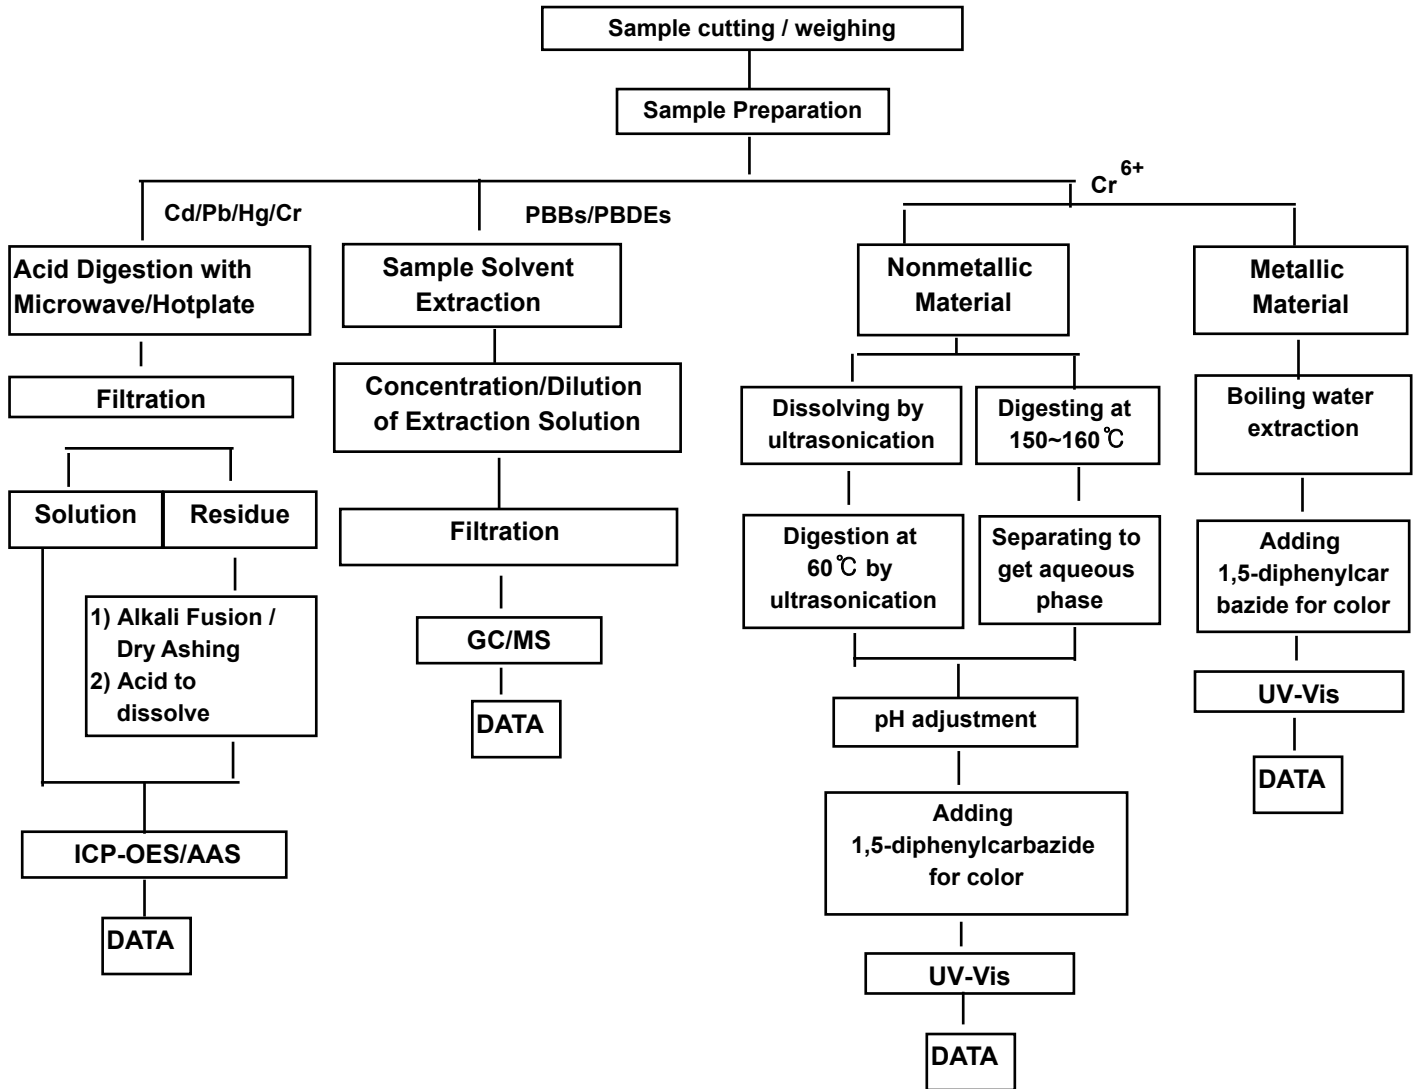 Sample cutting / weighing
Sample Preparation
Cr 6+
Cd/Pb/Hg/Cr
PBBs/PBDEs
Acid Digestion with
Microwave/Hotplate
Filtration
Solution
Residue
1) Alkali Fusion /
Dry Ashing
2) Acid to
dissolve
ICP-OES/AAS
DATA
Sample Solvent
Extraction
Concentration/Dilution
of Extraction Solution
Filtration
GC/MS
DATA
Nonmetallic
Material
Dissolving by
ultrasonication
Digestion at
60℃ by
ultrasonication
Digesting at
150~160℃
Separating to
get aqueous
phase
pH adjustment
Adding
1,5-diphenylcarbazide
for color
UV-Vis
DATA
Metallic
Material
Boiling water
extraction
Adding
1,5-diphenylcar
bazide for color
UV-Vis
DATA